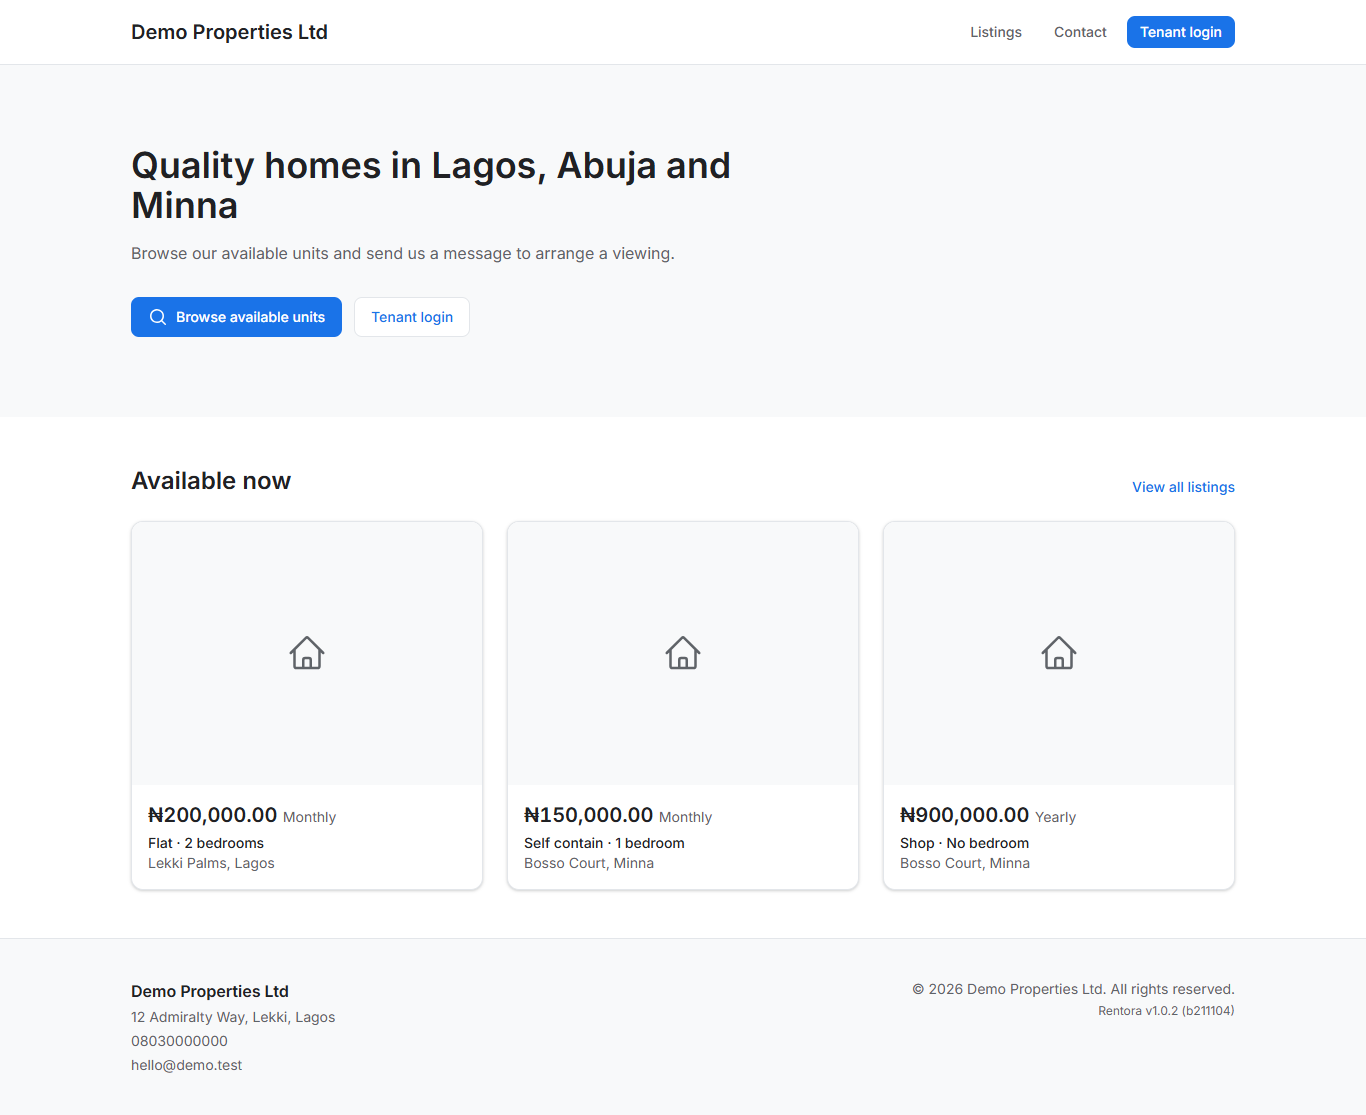 Demo Properties Ltd
Listings
Contact
Tenant login
Quality homes in Lagos, Abuja and
Minna
Browse our available units and send us a message to arrange a viewing.
Browse available units
Tenant login
Available now
View all listings
₦200,000.00 Monthly
Flat · 2 bedrooms
Lekki Palms, Lagos
₦150,000.00 Monthly
Self contain · 1 bedroom
Bosso Court, Minna
₦900,000.00 Yearly
Shop · No bedroom
Bosso Court, Minna
Demo Properties Ltd
12 Admiralty Way, Lekki, Lagos
08030000000
hello@demo.test
© 2026 Demo Properties Ltd. All rights reserved.
Rentora v1.0.2 (b211104)